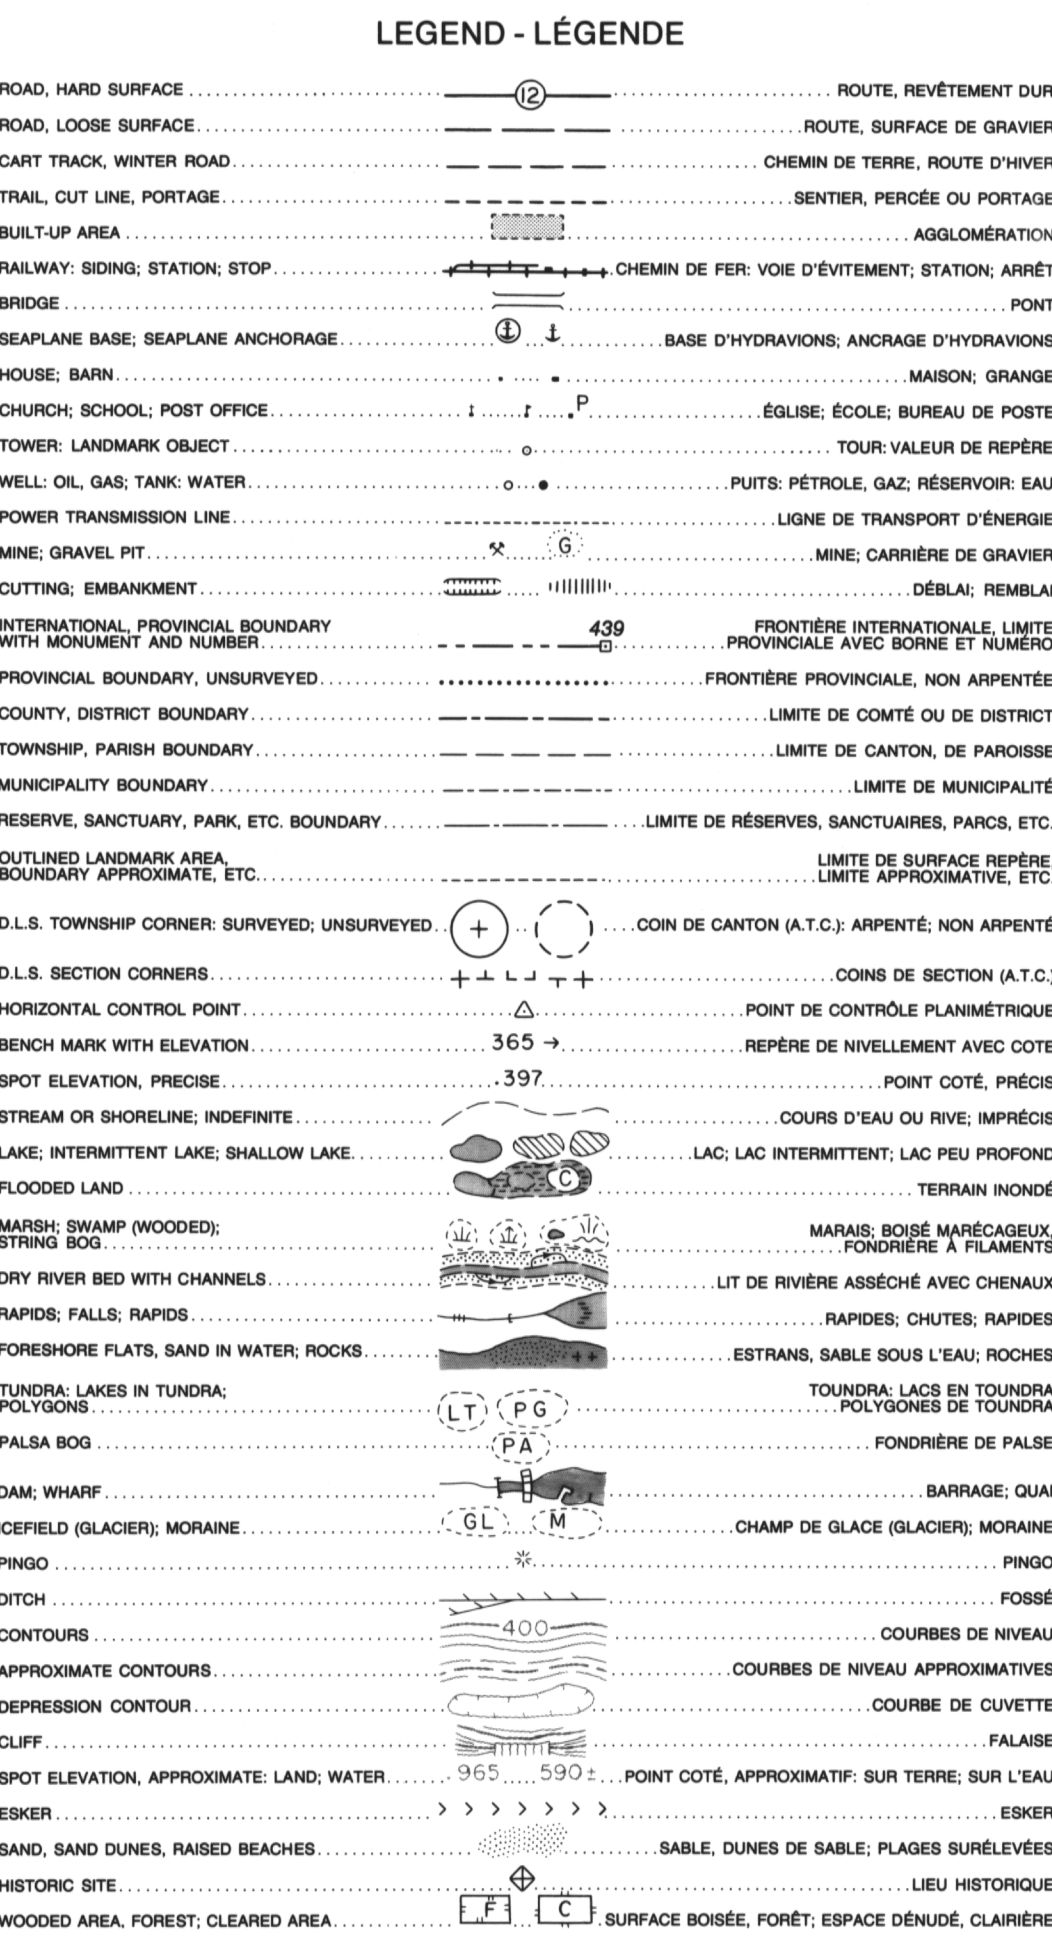 LEGEND - LÉGENDE
ROAD, HARD SURFACE 12 ROUTE, REVÊTEMENT DUR
ROAD, LOOSE SURFACE ROUTE, SURFACE DE GRAVIER
CART TRACK, WINTER ROAD CHEMIN DE TERRE, ROUTE D'HIVER
TRAIL, CUT LINE, PORTAGE SENTIER, PERCÉE OU PORTAGE
BUILT-UP AREA AGGLOMÉRATION
RAILWAY: SIDING; STATION; STOP CHEMIN DE FER: VOIE D'ÉVITEMENT; STATION; ARRÊT
BRIDGE PONT
SEAPLANE BASE; SEAPLANE ANCHORAGE BASE D'HYDRAVIONS; ANCRAGE D'HYDRAVIONS
HOUSE; BARN MAISON; GRANGE
CHURCH; SCHOOL; POST OFFICE P ÉGLISE; ÉCOLE; BUREAU DE POSTE
TOWER: LANDMARK OBJECT TOUR: VALEUR DE REPÈRE
WELL: OIL, GAS; TANK: WATER PUITS: PÉTROLE, GAZ; RÉSERVOIR: EAU
POWER TRANSMISSION LINE LIGNE DE TRANSPORT D'ÉNERGIE
MINE; GRAVEL PIT G MINE; CARRIÈRE DE GRAVIER
CUTTING; EMBANKMENT DÉBLAI; REMBLAI
INTERNATIONAL, PROVINCIAL BOUNDARY 439 FRONTIÈRE INTERNATIONALE, LIMITE
WITH MONUMENT AND NUMBER PROVINCIALE AVEC BORNE ET NUMÉRO
PROVINCIAL BOUNDARY, UNSURVEYED FRONTIÈRE PROVINCIALE, NON ARPENTÉE
COUNTY, DISTRICT BOUNDARY LIMITE DE COMTÉ OU DE DISTRICT
TOWNSHIP, PARISH BOUNDARY LIMITE DE CANTON, DE PAROISSE
MUNICIPALITY BOUNDARY LIMITE DE MUNICIPALITÉ
RESERVE, SANCTUARY, PARK, ETC. BOUNDARY LIMITE DE RÉSERVES, SANCTUAIRES, PARCS, ETC.
OUTLINED LANDMARK AREA, LIMITE DE SURFACE REPÈRE,
BOUNDARY APPROXIMATE, ETC. LIMITE APPROXIMATIVE, ETC.
D.L.S. TOWNSHIP CORNER: SURVEYED; UNSURVEYED COIN DE CANTON (A.T.C.): ARPENTÉ; NON ARPENTÉ
D.L.S. SECTION CORNERS COINS DE SECTION (A.T.C.)
HORIZONTAL CONTROL POINT POINT DE CONTRÔLE PLANIMÉTRIQUE
BENCH MARK WITH ELEVATION 365 → REPÈRE DE NIVELLEMENT AVEC COTE
SPOT ELEVATION, PRECISE .397 POINT COTÉ, PRÉCIS
STREAM OR SHORELINE; INDEFINITE COURS D'EAU OU RIVE; IMPRÉCIS
LAKE; INTERMITTENT LAKE; SHALLOW LAKE LAC; LAC INTERMITTENT; LAC PEU PROFOND
FLOODED LAND C TERRAIN INONDÉ
MARSH; SWAMP (WOODED); MARAIS; BOISÉ MARÉCAGEUX,
STRING BOG FONDRIÈRE À FILAMENTS
DRY RIVER BED WITH CHANNELS LIT DE RIVIÈRE ASSÉCHÉ AVEC CHENAUX
RAPIDS; FALLS; RAPIDS RAPIDES; CHUTES; RAPIDES
FORESHORE FLATS, SAND IN WATER; ROCKS ESTRANS, SABLE SOUS L'EAU; ROCHES
TUNDRA: LAKES IN TUNDRA; TOUNDRA: LACS EN TOUNDRA
POLYGONS LT PG POLYGONES DE TOUNDRA
PALSA BOG PA FONDRIÈRE DE PALSE
DAM; WHARF BARRAGE; QUAI
ICEFIELD (GLACIER); MORAINE GL M CHAMP DE GLACE (GLACIER); MORAINE
PINGO PINGO
DITCH FOSSÉ
CONTOURS 400 COURBES DE NIVEAU
APPROXIMATE CONTOURS COURBES DE NIVEAU APPROXIMATIVES
DEPRESSION CONTOUR COURBE DE CUVETTE
CLIFF FALAISE
SPOT ELEVATION, APPROXIMATE: LAND; WATER .965 590± POINT COTÉ, APPROXIMATIF: SUR TERRE; SUR L'EAU
ESKER ESKER
SAND, SAND DUNES, RAISED BEACHES SABLE, DUNES DE SABLE; PLAGES SURÉLEVÉES
HISTORIC SITE LIEU HISTORIQUE
WOODED AREA, FOREST; CLEARED AREA F C SURFACE BOISÉE, FORÊT; ESPACE DÉNUDÉ, CLAIRIÈRE